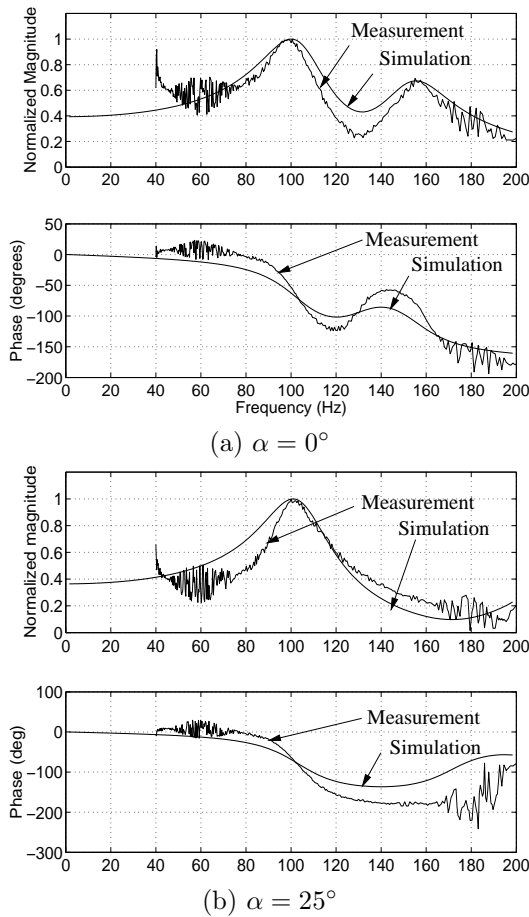 Normalized Magnitude
1
0.8
0.6
0.4
0.2
0
0 20 40 60 80 100 120 140 160 180 200
Measurement
Simulation
Phase (degrees)
50
0
−50
−100
−150
−200
0 20 40 60 80 100 120 140 160 180 200
Measurement
Simulation
Frequency (Hz)
(a) α = 0°
Normalized magnitude
1
0.8
0.6
0.4
0.2
0
0 20 40 60 80 100 120 140 160 180 200
Measurement
Simulation
Phase (deg)
100
0
−100
−200
−300
0 20 40 60 80 100 120 140 160 180 200
Measurement
Simulation
(b) α = 25°